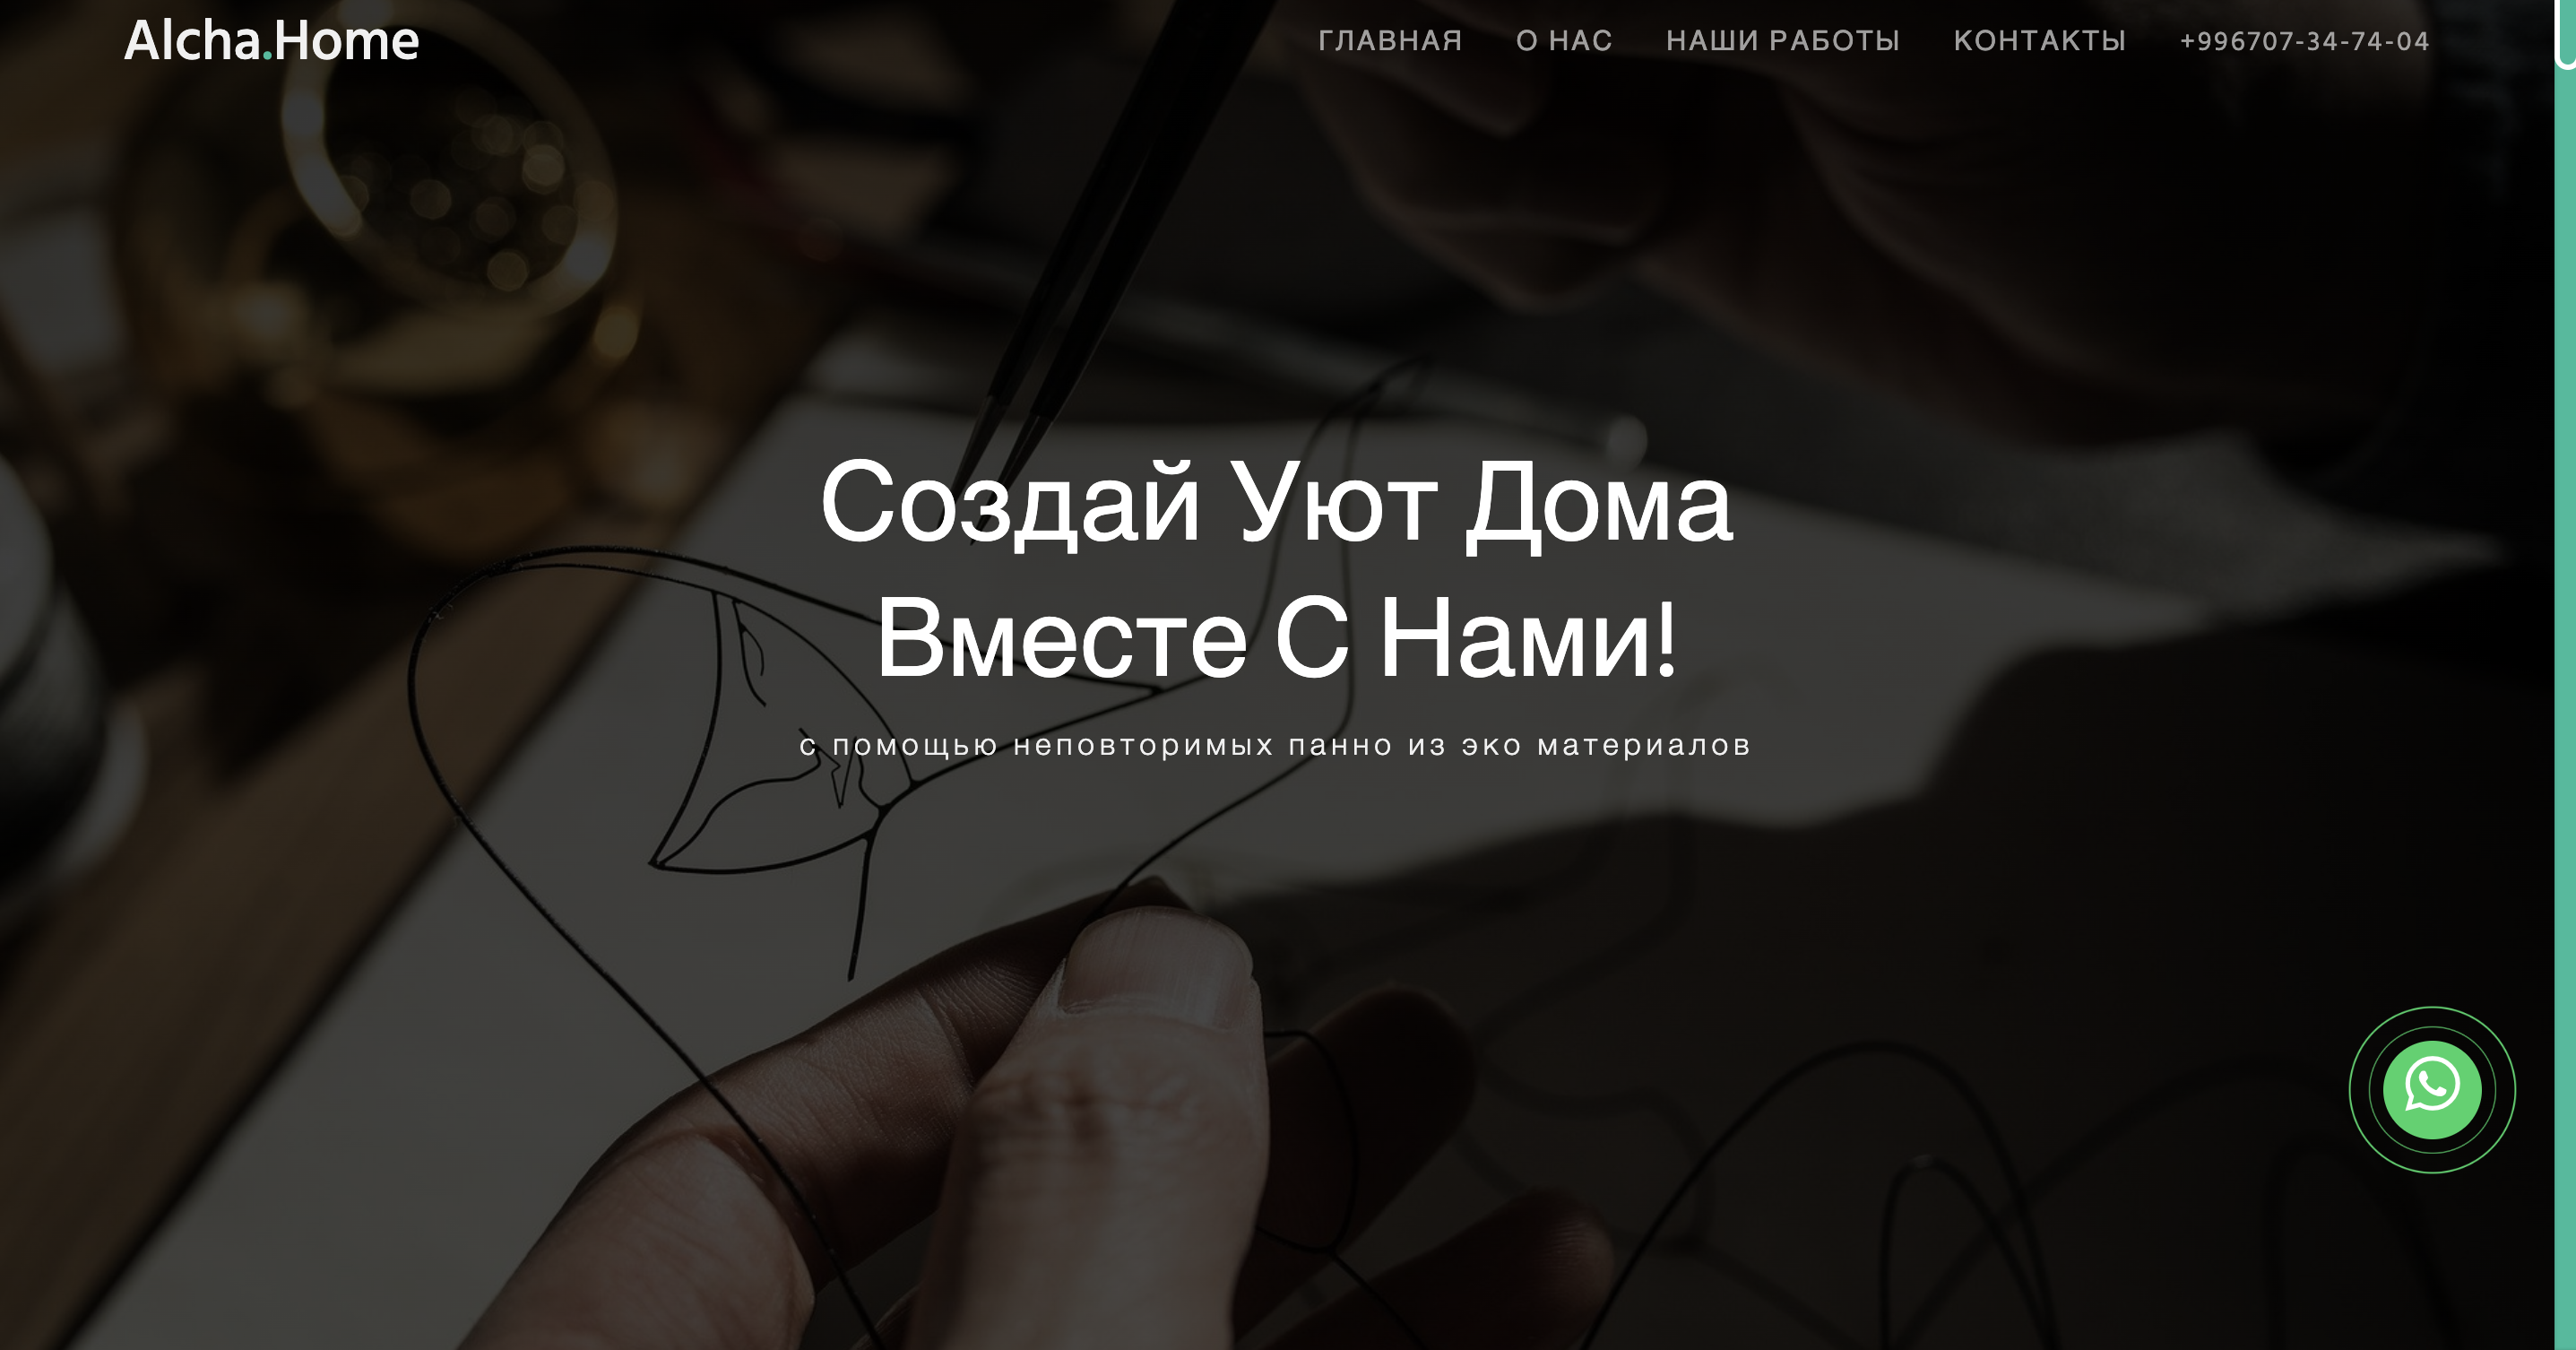 Alcha.Home
ГЛАВНАЯ
О НАС
НАШИ РАБОТЫ
КОНТАКТЫ
+996707-34-74-04
Создай Уют Дома
Вместе С Нами!
с помощью неповторимых панно из эко материалов